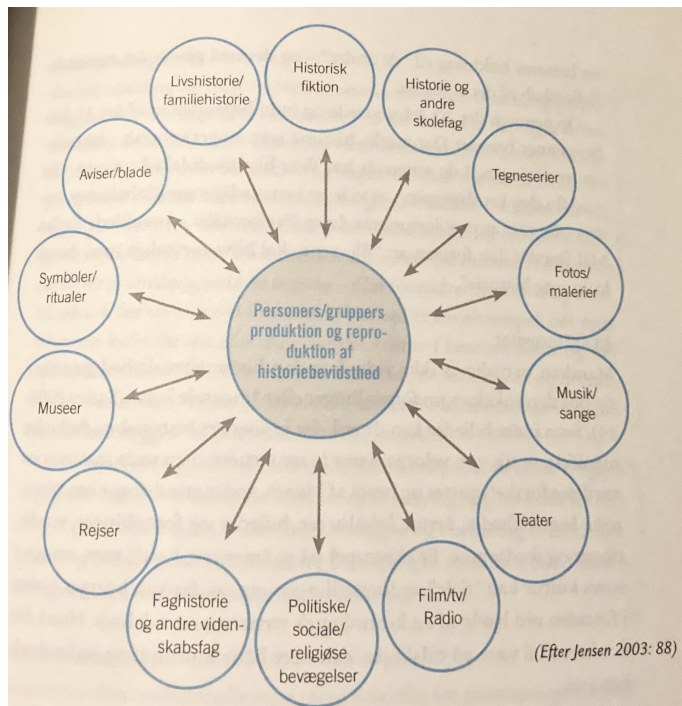 Historisk
fiktion
Historie og
andre
skolefag
Tegneserier
Fotos/
malerier
Musik/
sange
Teater
Film/tv/
Radio
Politiske/
sociale/
religiøse
bevægelser
Faghistorie
og andre viden-
skabsfag
Rejser
Museer
Symboler/
ritualer
Aviser/blade
Livshistorie/
familiehistorie
Personers/gruppers
produktion og repro-
duktion af
historiebevidsthed
(Efter Jensen 2003: 88)